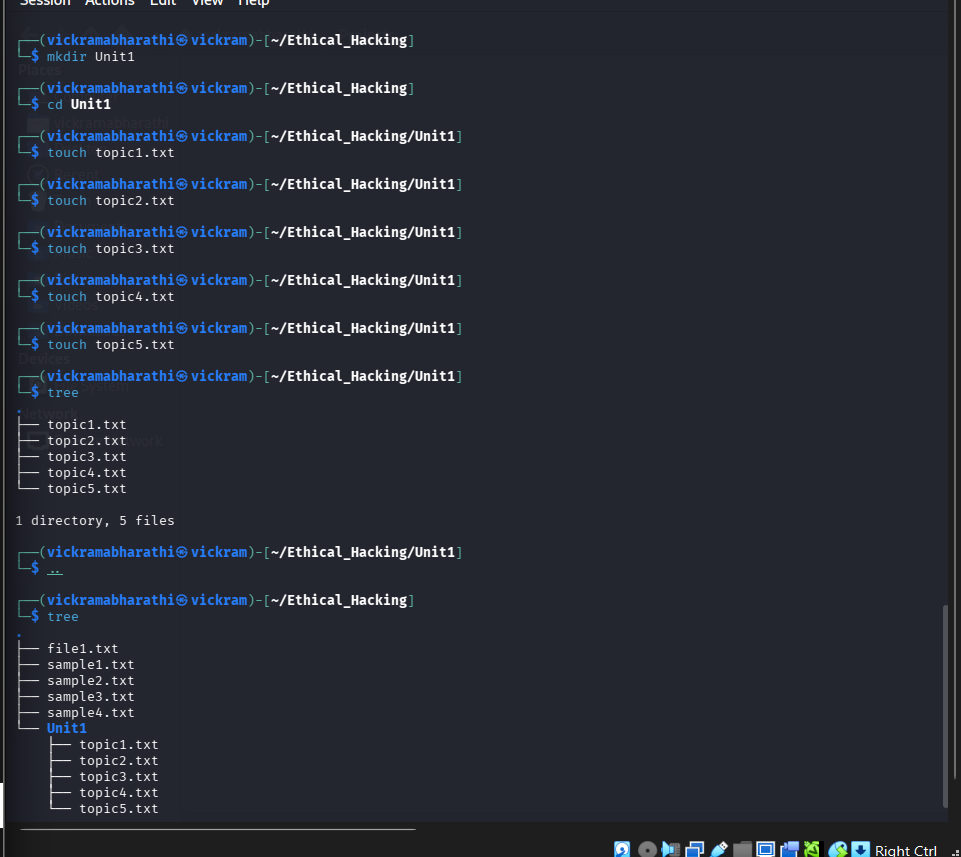 Session Actions Edit View Help
┌──(vickramabharathi㉿vickram)-[~/Ethical_Hacking]
└─$ mkdir Unit1
┌──(vickramabharathi㉿vickram)-[~/Ethical_Hacking]
└─$ cd Unit1
┌──(vickramabharathi㉿vickram)-[~/Ethical_Hacking/Unit1]
└─$ touch topic1.txt
┌──(vickramabharathi㉿vickram)-[~/Ethical_Hacking/Unit1]
└─$ touch topic2.txt
┌──(vickramabharathi㉿vickram)-[~/Ethical_Hacking/Unit1]
└─$ touch topic3.txt
┌──(vickramabharathi㉿vickram)-[~/Ethical_Hacking/Unit1]
└─$ touch topic4.txt
┌──(vickramabharathi㉿vickram)-[~/Ethical_Hacking/Unit1]
└─$ touch topic5.txt
┌──(vickramabharathi㉿vickram)-[~/Ethical_Hacking/Unit1]
└─$ tree
.
├── topic1.txt
├── topic2.txt
├── topic3.txt
├── topic4.txt
└── topic5.txt
1 directory, 5 files
┌──(vickramabharathi㉿vickram)-[~/Ethical_Hacking/Unit1]
└─$ ..
┌──(vickramabharathi㉿vickram)-[~/Ethical_Hacking]
└─$ tree
.
├── file1.txt
├── sample1.txt
├── sample2.txt
├── sample3.txt
├── sample4.txt
└── Unit1
    ├── topic1.txt
    ├── topic2.txt
    ├── topic3.txt
    ├── topic4.txt
    └── topic5.txt
Right Ctrl